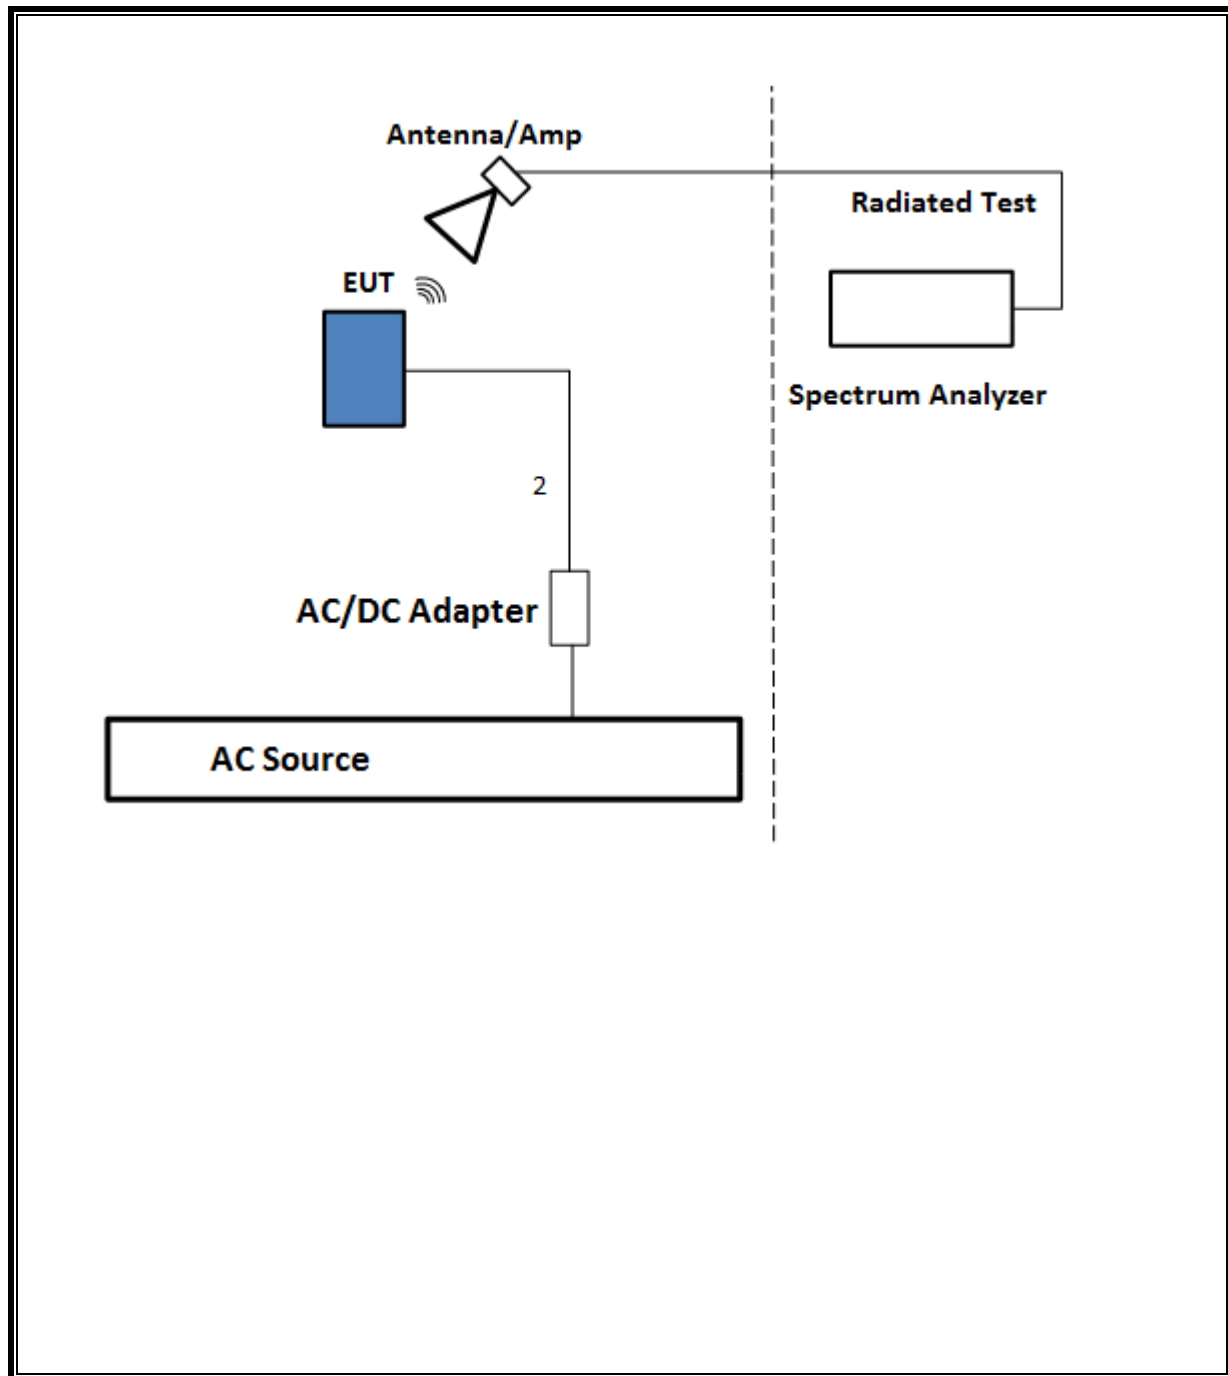 Antenna/Amp
Radiated Test
EUT
Spectrum Analyzer
2
AC/DC Adapter
AC Source